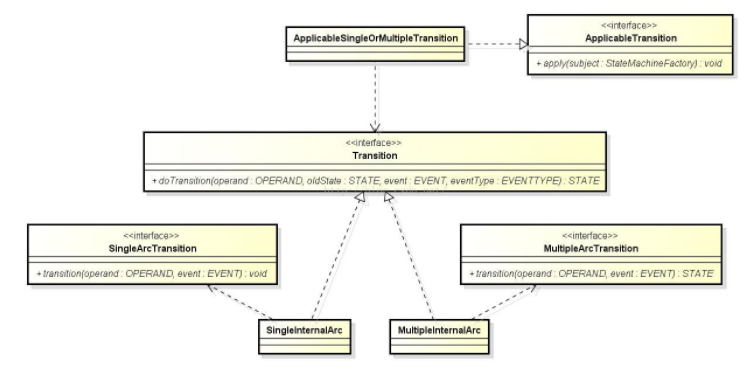 ApplicableSingleOrMultipleTransition
<<interface>>
ApplicableTransition
+ apply(subject : StateMachineFactory) : void
<<interface>>
Transition
+ doTransition(operand : OPERAND, oldState : STATE, event : EVENT, eventType : EVENTTYPE) : STATE
<<interface>>
SingleArcTransition
+ transition(operand : OPERAND, event : EVENT) : void
<<interface>>
MultipleArcTransition
+ transition(operand : OPERAND, event : EVENT) : STATE
SingleInternalArc
MultipleInternalArc